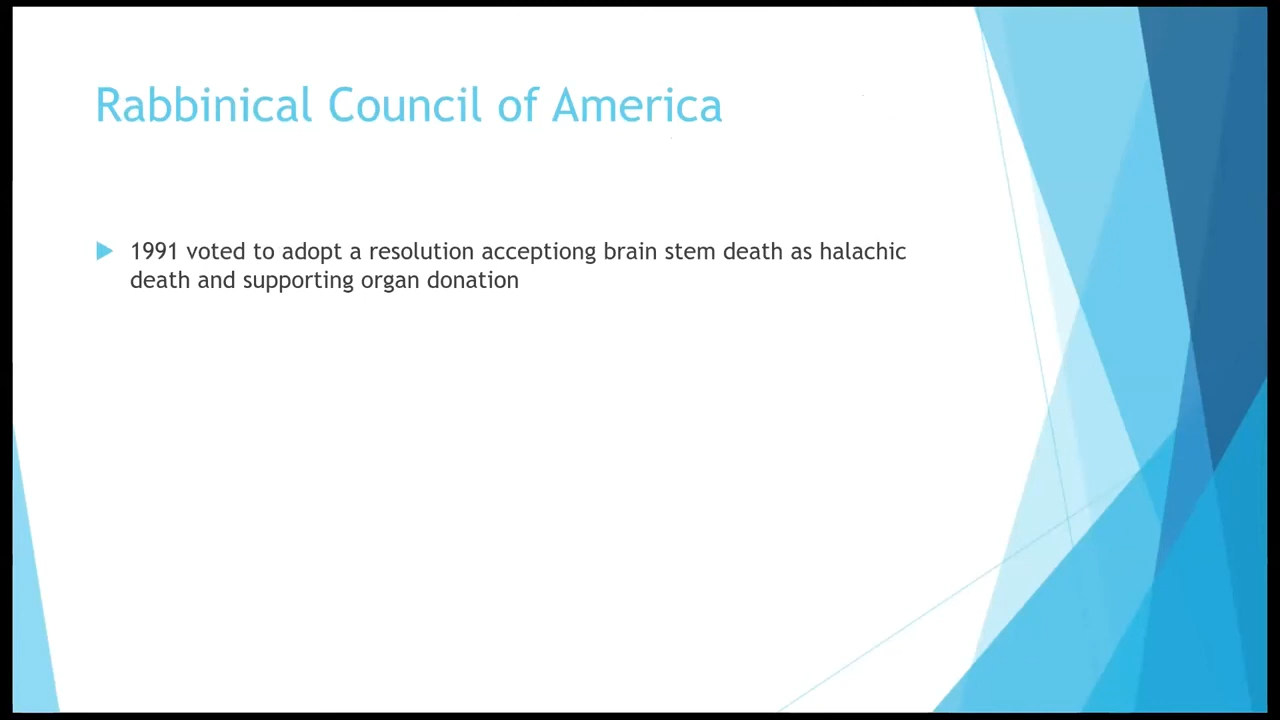 Rabbinical Council of America
1991 voted to adopt a resolution acceptiong brain stem death as halachic
death and supporting organ donation